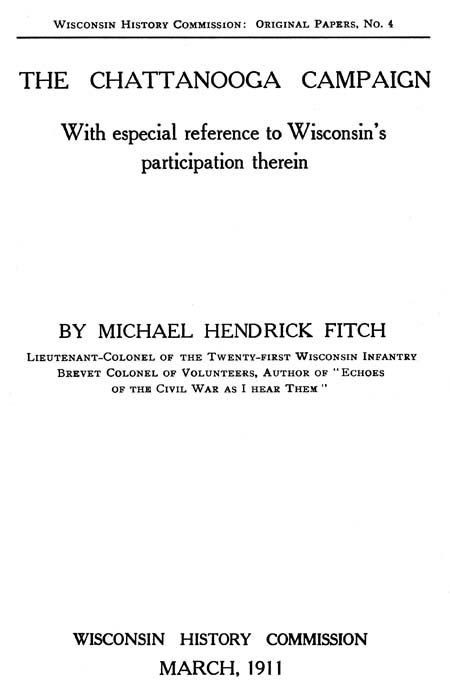 WISCONSIN HISTORY COMMISSION: ORIGINAL PAPERS, NO. 4
THE CHATTANOOGA CAMPAIGN
With especial reference to Wisconsin's
participation therein
BY MICHAEL HENDRICK FITCH
LIEUTENANT-COLONEL OF THE TWENTY-FIRST WISCONSIN INFANTRY
BREVET COLONEL OF VOLUNTEERS, AUTHOR OF "ECHOES
OF THE CIVIL WAR AS I HEAR THEM"
WISCONSIN HISTORY COMMISSION
MARCH, 1911